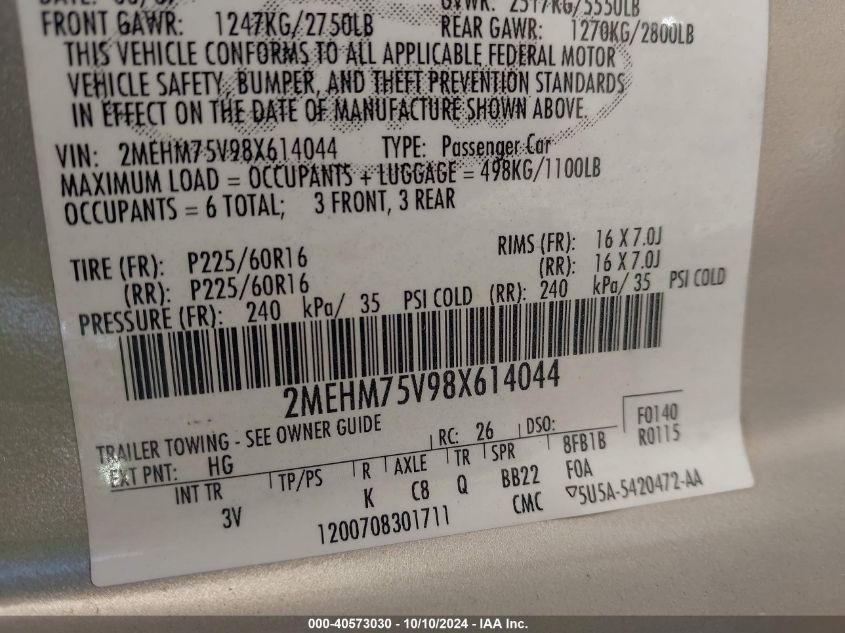 GVWR: 2517KG/5550LB
FRONT GAWR: 1247KG/2750LB REAR GAWR: 1270KG/2800LB
THIS VEHICLE CONFORMS TO ALL APPLICABLE FEDERAL MOTOR
VEHICLE SAFETY, BUMPER, AND THEFT PREVENTION STANDARDS
IN EFFECT ON THE DATE OF MANUFACTURE SHOWN ABOVE.
VIN: 2MEHM75V98X614044 TYPE: Passenger Car
MAXIMUM LOAD = OCCUPANTS + LUGGAGE = 498KG/1100LB
OCCUPANTS = 6 TOTAL; 3 FRONT, 3 REAR
TIRE (FR): P225/60R16 RIMS (FR): 16 X 7.0J
(RR): P225/60R16 (RR): 16 X 7.0J
PRESSURE (FR): 240 kPa/ 35 PSI COLD (RR): 240 kPa/ 35 PSI COLD
2MEHM75V98X614044
TRAILER TOWING - SEE OWNER GUIDE
EXT PNT: HG RC: 26 DSO: 8FB1B F0140
R0115
INT TR TP/PS R AXLE TR SPR F0A
3V K C8 Q BB22
1200708301711 CMC ▽5U5A-5420472-AA
000-40573030 - 10/10/2024 - IAA Inc.